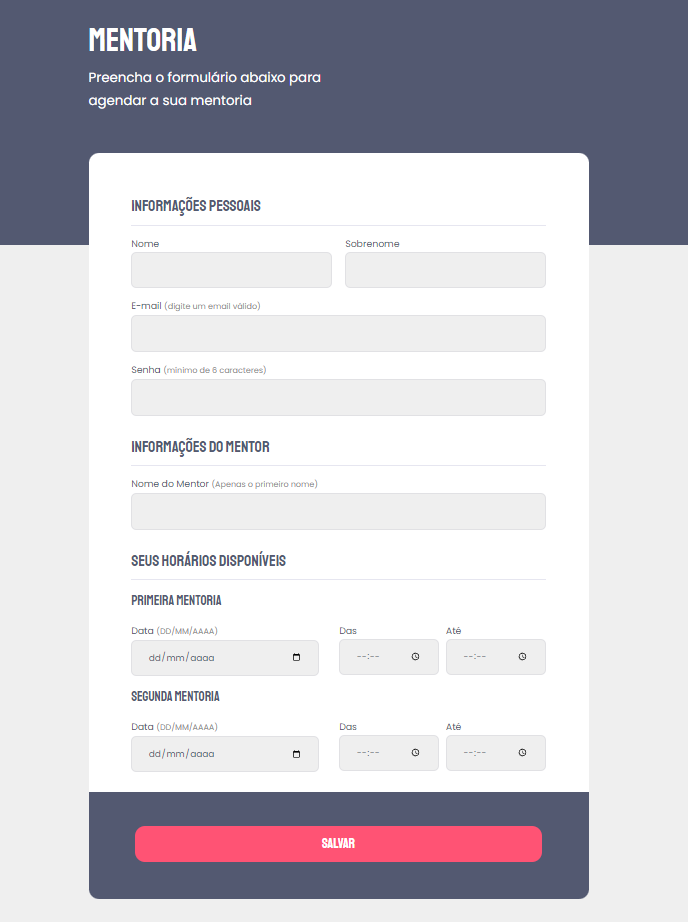 MENTORIA
Preencha o formulário abaixo para
agendar a sua mentoria
INFORMAÇÕES PESSOAIS
Nome Sobrenome
E-mail (digite um email válido)
Senha (mínimo de 6 caracteres)
INFORMAÇÕES DO MENTOR
Nome do Mentor (Apenas o primeiro nome)
SEUS HORÁRIOS DISPONÍVEIS
PRIMEIRA MENTORIA
Data (DD/MM/AAAA) Das Até
dd/mm/aaaa --:-- --:--
SEGUNDA MENTORIA
Data (DD/MM/AAAA) Das Até
dd/mm/aaaa --:-- --:--
SALVAR